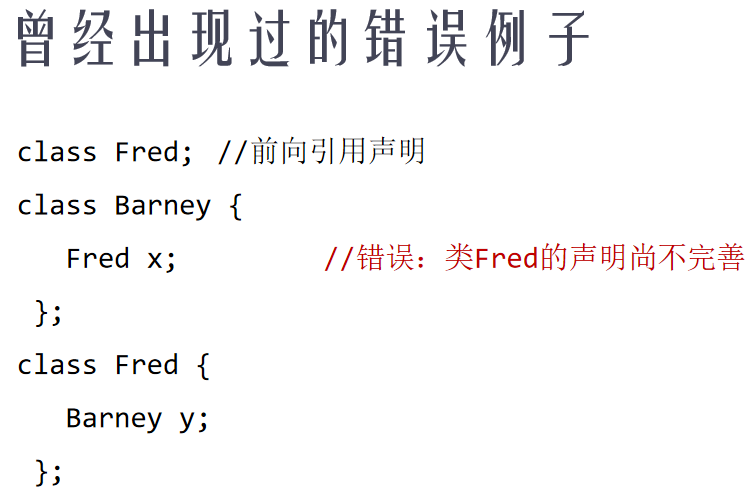 曾经出现过的错误例子
class Fred; //前向引用声明
class Barney {
Fred x; //错误：类Fred的声明尚不完善
};
class Fred {
Barney y;
};